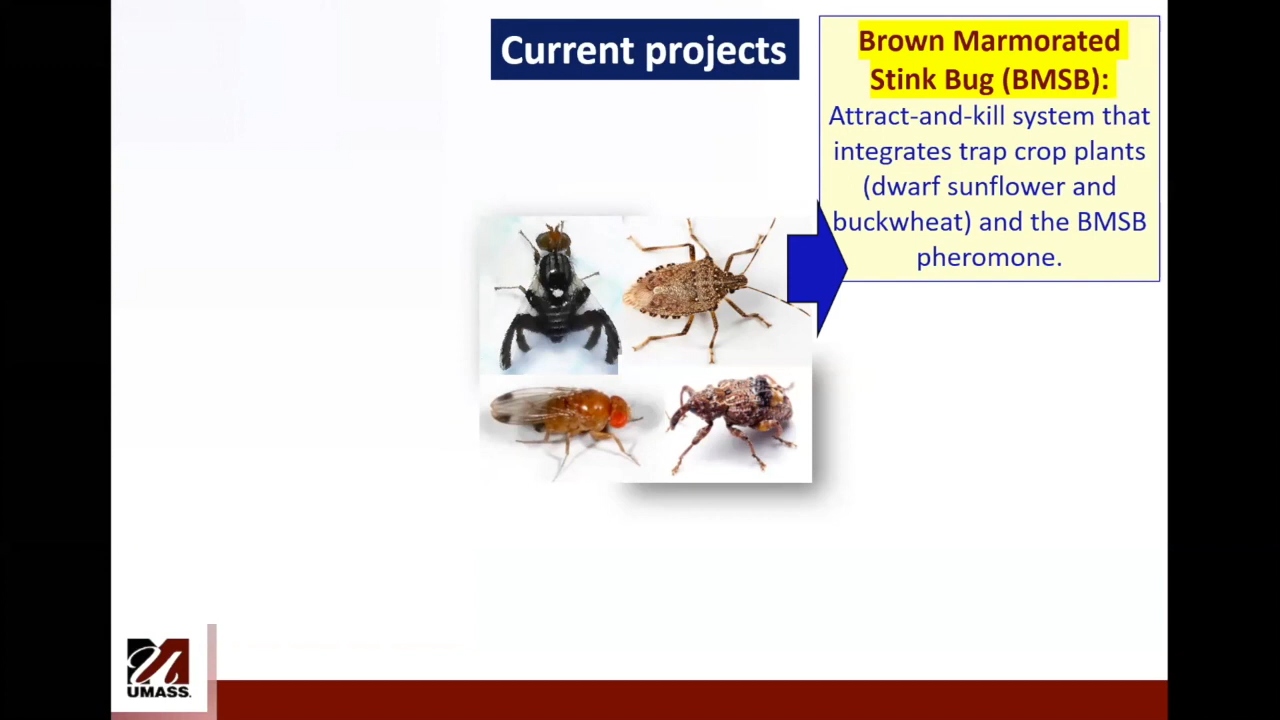 Current projects
Brown Marmorated
Stink Bug (BMSB):
Attract-and-kill system that
integrates trap crop plants
(dwarf sunflower and
buckwheat) and the BMSB
pheromone.
UMASS.